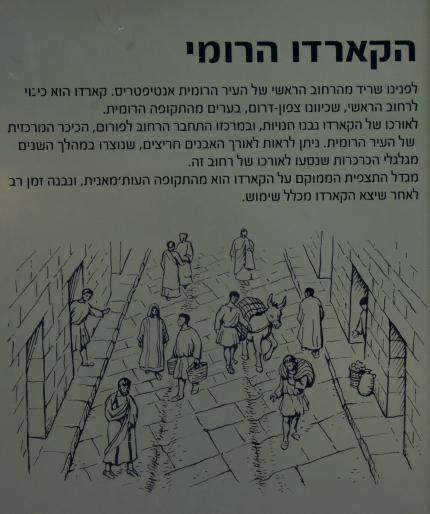 הקארדו הרומי
לפנינו שריד מהרחוב הראשי של העיר הרומית אנטיפטריס. קארדו הוא כינוי
לרחוב הראשי, שכיוונו צפון-דרום, בערים מהתקופה הרומית.
לאורכו של הקארדו נבנו חנויות, ובמרכזו התחבר הרחוב לפורום, הכיכר המרכזית
של העיר הרומית. ניתן לראות לאורך האבנים חריצים, שנוצרו במהלך השנים
מגלגלי הכרכרות שנסעו לאורכו של רחוב זה.
מגדל התצפית הממוקם על הקארדו הוא מהתקופה העות'מאנית, ונבנה זמן רב
לאחר שיצא הקארדו מכלל שימוש.